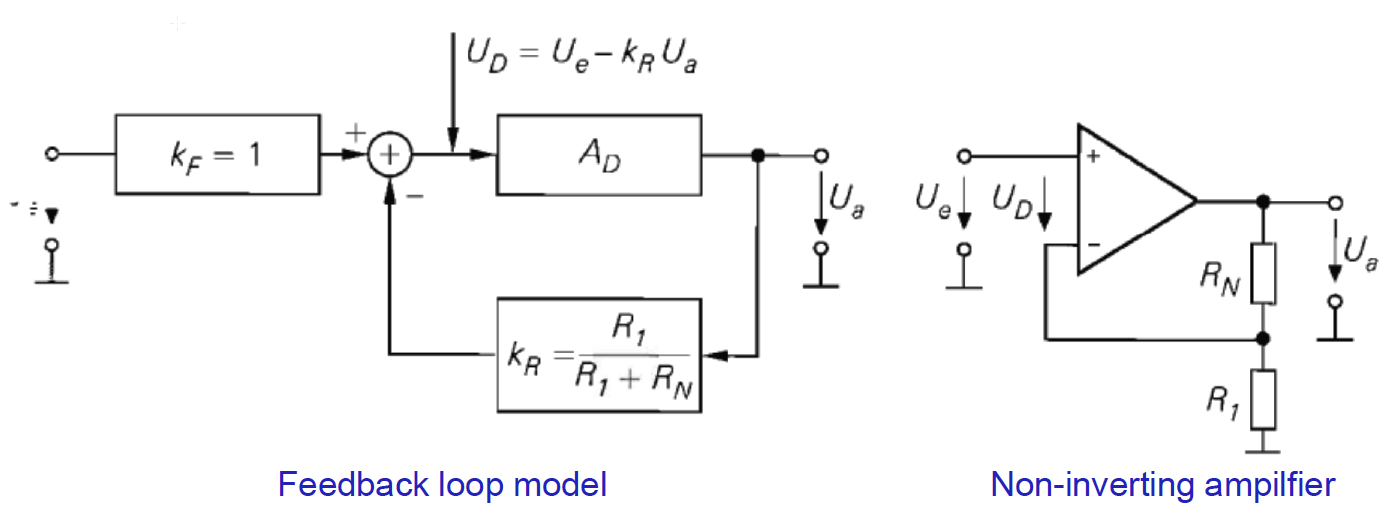 U_D = U_e − k_R U_a
k_F = 1
+
+
−
A_D
U_a
k_R = R_1 / (R_1 + R_N)
U_e
U_D
+
−
R_N
U_a
R_1
Feedback loop model
Non-inverting ampilfier